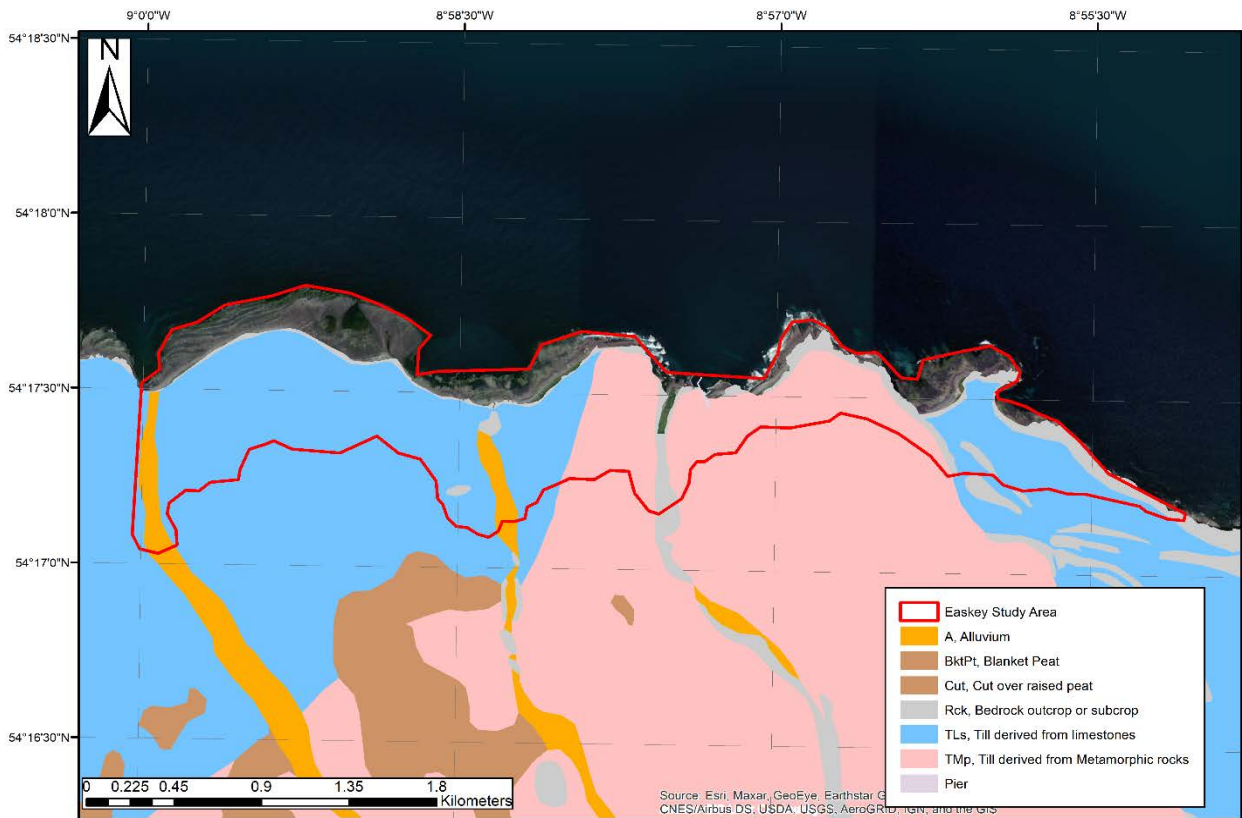 9°0'0"W 8°58'30"W 8°57'0"W 8°55'30"W
54°18'30"N
N
54°18'0"N
54°17'30"N
54°17'0"N
54°16'30"N
Easkey Study Area
A, Alluvium
BktPt, Blanket Peat
Cut, Cut over raised peat
Rck, Bedrock outcrop or subcrop
TLs, Till derived from limestones
TMp, Till derived from Metamorphic rocks
Pier
0 0.225 0.45 0.9 1.35 1.8
Kilometers
Source: Esri, Maxar, GeoEye, Earthstar G
CNES/Airbus DS, USDA, USGS, AeroGRID, IGN, and the GIS